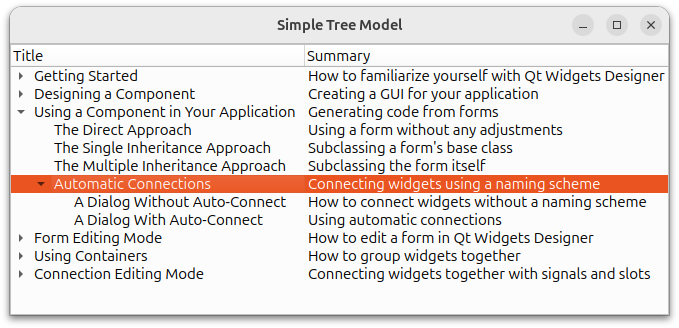 Simple Tree Model
Title Summary
Getting Started How to familiarize yourself with Qt Widgets Designer
Designing a Component Creating a GUI for your application
Using a Component in Your Application Generating code from forms
The Direct Approach Using a form without any adjustments
The Single Inheritance Approach Subclassing a form's base class
The Multiple Inheritance Approach Subclassing the form itself
Automatic Connections Connecting widgets using a naming scheme
A Dialog Without Auto-Connect How to connect widgets without a naming scheme
A Dialog With Auto-Connect Using automatic connections
Form Editing Mode How to edit a form in Qt Widgets Designer
Using Containers How to group widgets together
Connection Editing Mode Connecting widgets together with signals and slots